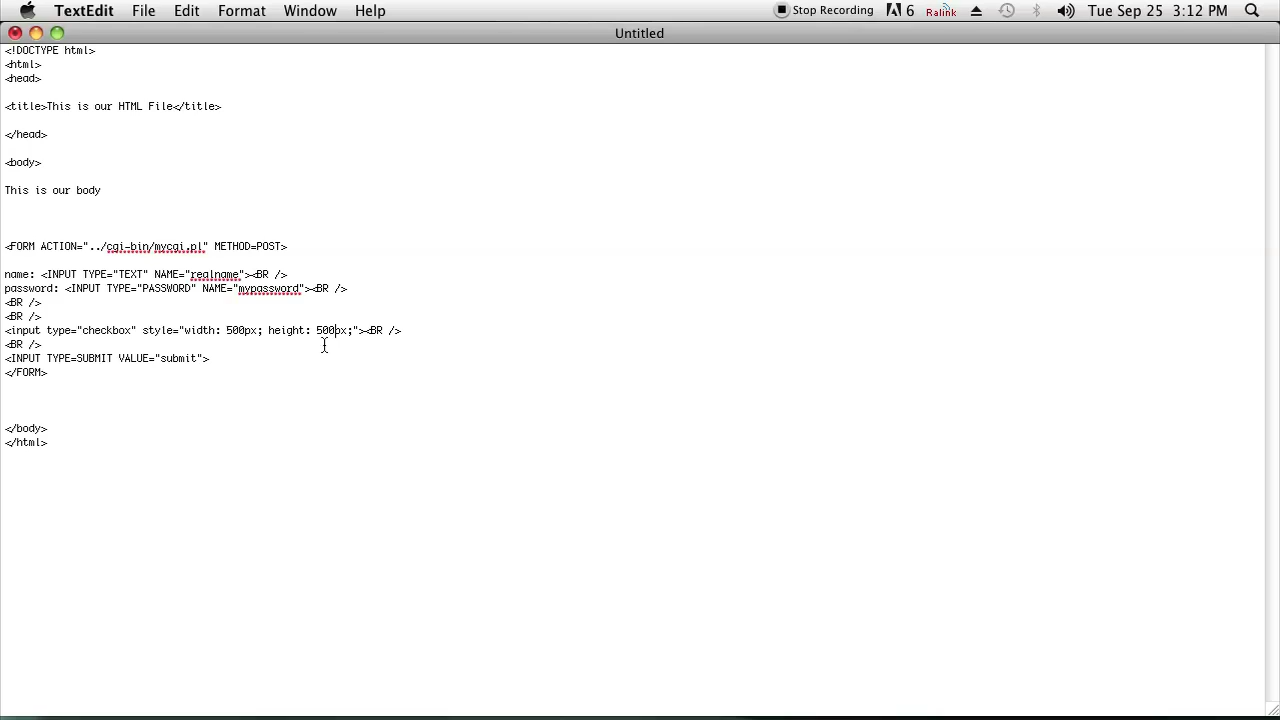 TextEdit File Edit Format Window Help Stop Recording 6 Ralink Tue Sep 25 3:12 PM
Untitled
<!DOCTYPE html>
<html>
<head>
<title>This is our HTML File</title>
</head>
<body>
This is our body
<FORM ACTION="../cgi-bin/mycgi.pl" METHOD=POST>
name: <INPUT TYPE="TEXT" NAME="realname"><BR />
password: <INPUT TYPE="PASSWORD" NAME="mypassword"><BR />
<BR />
<BR />
<input type="checkbox" style="width: 500px; height: 500px;"><BR />
<BR />
<INPUT TYPE=SUBMIT VALUE="submit">
</FORM>
</body>
</html>